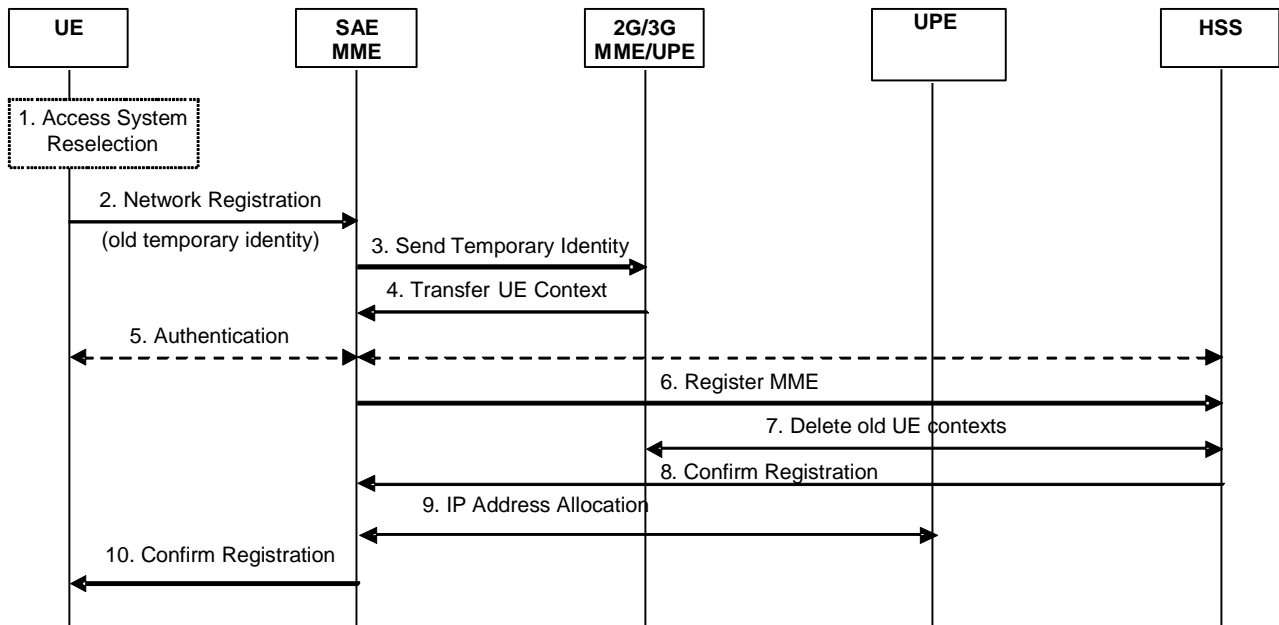 UE
SAE
MME
2G/3G
MME/UPE
UPE
HSS
1. Access System
Reselection
2. Network Registration
(old temporary identity)
3. Send Temporary Identity
4. Transfer UE Context
5. Authentication
6. Register MME
7. Delete old UE contexts
8. Confirm Registration
9. IP Address Allocation
10. Confirm Registration